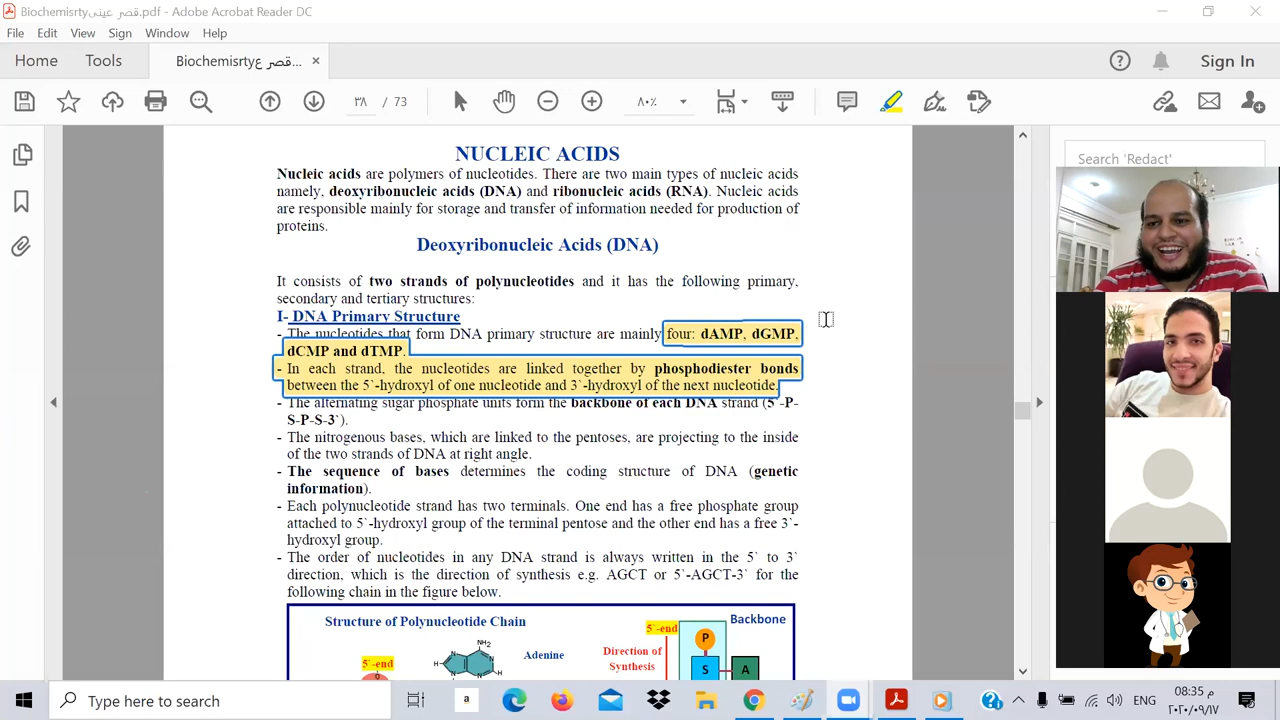 Biochemisrtyقصر عينى.pdf - Adobe Acrobat Reader DC
File Edit View Sign Window Help
Home Tools Biochemisrtyقصر ع... ×
Sign In
٣٨ / 73 ٨٠٪
Search 'Redact'
NUCLEIC ACIDS
Nucleic acids are polymers of nucleotides. There are two main types of nucleic acids
namely, deoxyribonucleic acids (DNA) and ribonucleic acids (RNA). Nucleic acids
are responsible mainly for storage and transfer of information needed for production of
proteins.
Deoxyribonucleic Acids (DNA)
It consists of two strands of polynucleotides and it has the following primary,
secondary and tertiary structures:
I- DNA Primary Structure
- The nucleotides that form DNA primary structure are mainly four: dAMP, dGMP,
dCMP and dTMP.
- In each strand, the nucleotides are linked together by phosphodiester bonds
between the 5`-hydroxyl of one nucleotide and 3`-hydroxyl of the next nucleotide.
- The alternating sugar phosphate units form the backbone of each DNA strand (5`-P-
S-P-S-3`).
- The nitrogenous bases, which are linked to the pentoses, are projecting to the inside
of the two strands of DNA at right angle.
- The sequence of bases determines the coding structure of DNA (genetic
information).
- Each polynucleotide strand has two terminals. One end has a free phosphate group
attached to 5`-hydroxyl group of the terminal pentose and the other end has a free 3`-
hydroxyl group.
- The order of nucleotides in any DNA strand is always written in the 5` to 3`
direction, which is the direction of synthesis e.g. AGCT or 5`-AGCT-3` for the
following chain in the figure below.
Structure of Polynucleotide Chain
5`-end
Backbone
P
NH2
N
N
H
H
Adenine
Direction of
Synthesis
5`-end
S
A
Type here to search
a
ENG
08:35 م
٢٠٢٠/٠٩/١٧